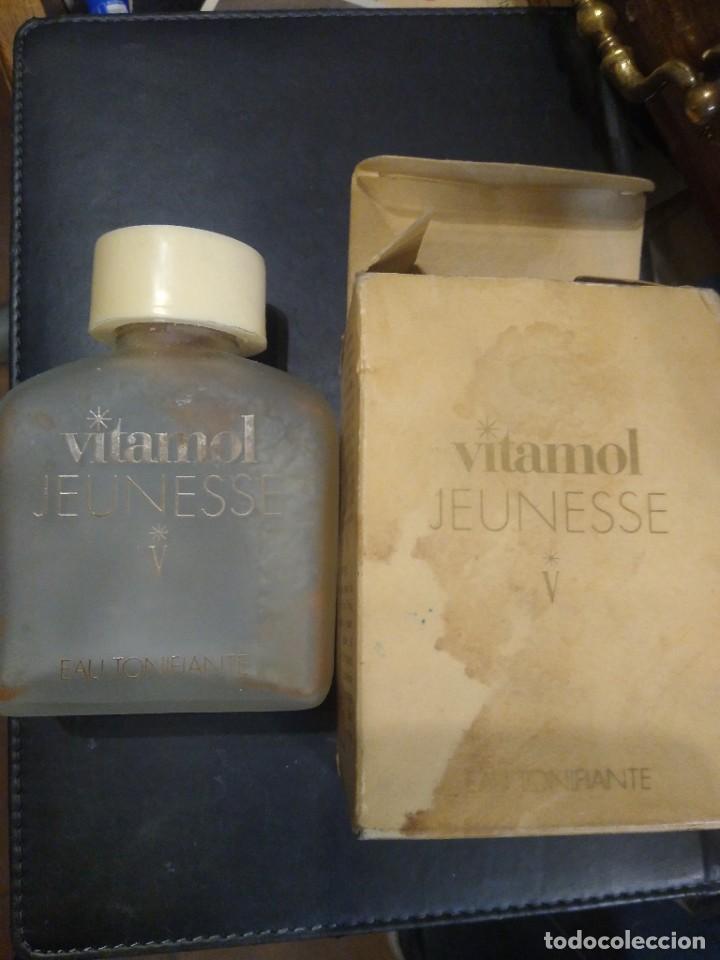 vitamol
JEUNESSE
V
EAU TONIFIANTE
vitamol
JEUNESSE
V
EAU TONIFIANTE
todocoleccion